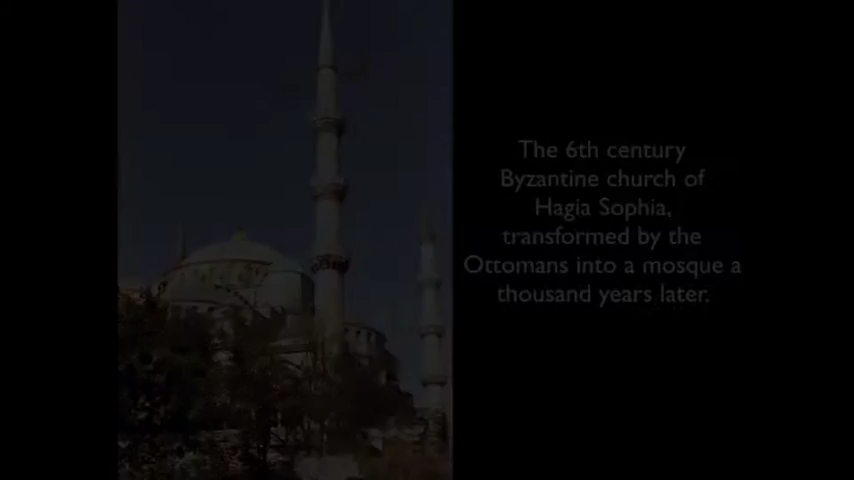 The 6th century
Byzantine church of
Hagia Sophia,
transformed by the
Ottomans into a mosque a
thousand years later.